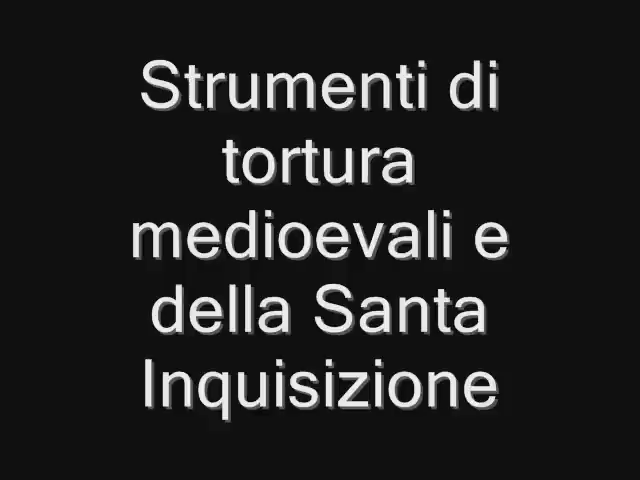 Strumenti di
tortura
medioevali e
della Santa
Inquisizione